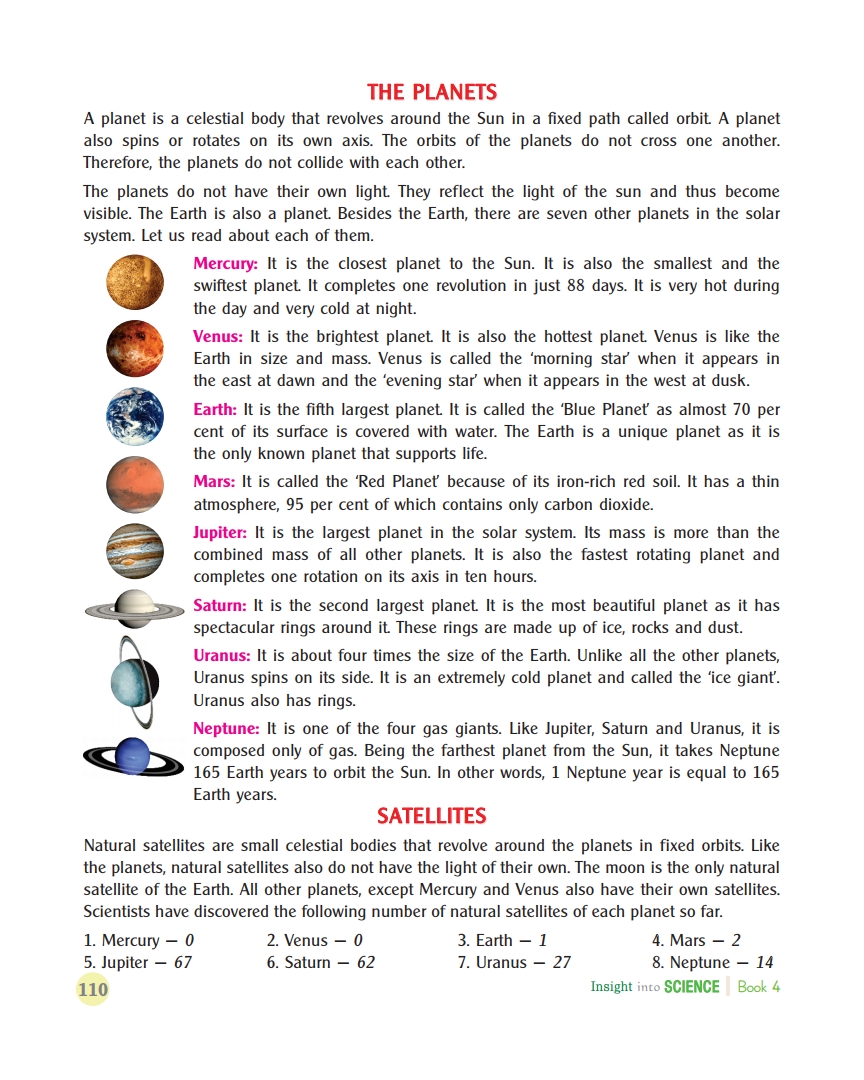 THE PLANETS
A planet is a celestial body that revolves around the Sun in a fixed path called orbit. A planet
also spins or rotates on its own axis. The orbits of the planets do not cross one another.
Therefore, the planets do not collide with each other.
The planets do not have their own light. They reflect the light of the sun and thus become
visible. The Earth is also a planet. Besides the Earth, there are seven other planets in the solar
system. Let us read about each of them.
Mercury: It is the closest planet to the Sun. It is also the smallest and the
swiftest planet. It completes one revolution in just 88 days. It is very hot during
the day and very cold at night.
Venus: It is the brightest planet. It is also the hottest planet. Venus is like the
Earth in size and mass. Venus is called the ‘morning star’ when it appears in
the east at dawn and the ‘evening star’ when it appears in the west at dusk.
Earth: It is the fifth largest planet. It is called the ‘Blue Planet’ as almost 70 per
cent of its surface is covered with water. The Earth is a unique planet as it is
the only known planet that supports life.
Mars: It is called the ‘Red Planet’ because of its iron-rich red soil. It has a thin
atmosphere, 95 per cent of which contains only carbon dioxide.
Jupiter: It is the largest planet in the solar system. Its mass is more than the
combined mass of all other planets. It is also the fastest rotating planet and
completes one rotation on its axis in ten hours.
Saturn: It is the second largest planet. It is the most beautiful planet as it has
spectacular rings around it. These rings are made up of ice, rocks and dust.
Uranus: It is about four times the size of the Earth. Unlike all the other planets,
Uranus spins on its side. It is an extremely cold planet and called the ‘ice giant’.
Uranus also has rings.
Neptune: It is one of the four gas giants. Like Jupiter, Saturn and Uranus, it is
composed only of gas. Being the farthest planet from the Sun, it takes Neptune
165 Earth years to orbit the Sun. In other words, 1 Neptune year is equal to 165
Earth years.
SATELLITES
Natural satellites are small celestial bodies that revolve around the planets in fixed orbits. Like
the planets, natural satellites also do not have the light of their own. The moon is the only natural
satellite of the Earth. All other planets, except Mercury and Venus also have their own satellites.
Scientists have discovered the following number of natural satellites of each planet so far.
1. Mercury — 0 2. Venus — 0 3. Earth — 1 4. Mars — 2
5. Jupiter — 67 6. Saturn — 62 7. Uranus — 27 8. Neptune — 14
110 Insight into SCIENCE Book 4